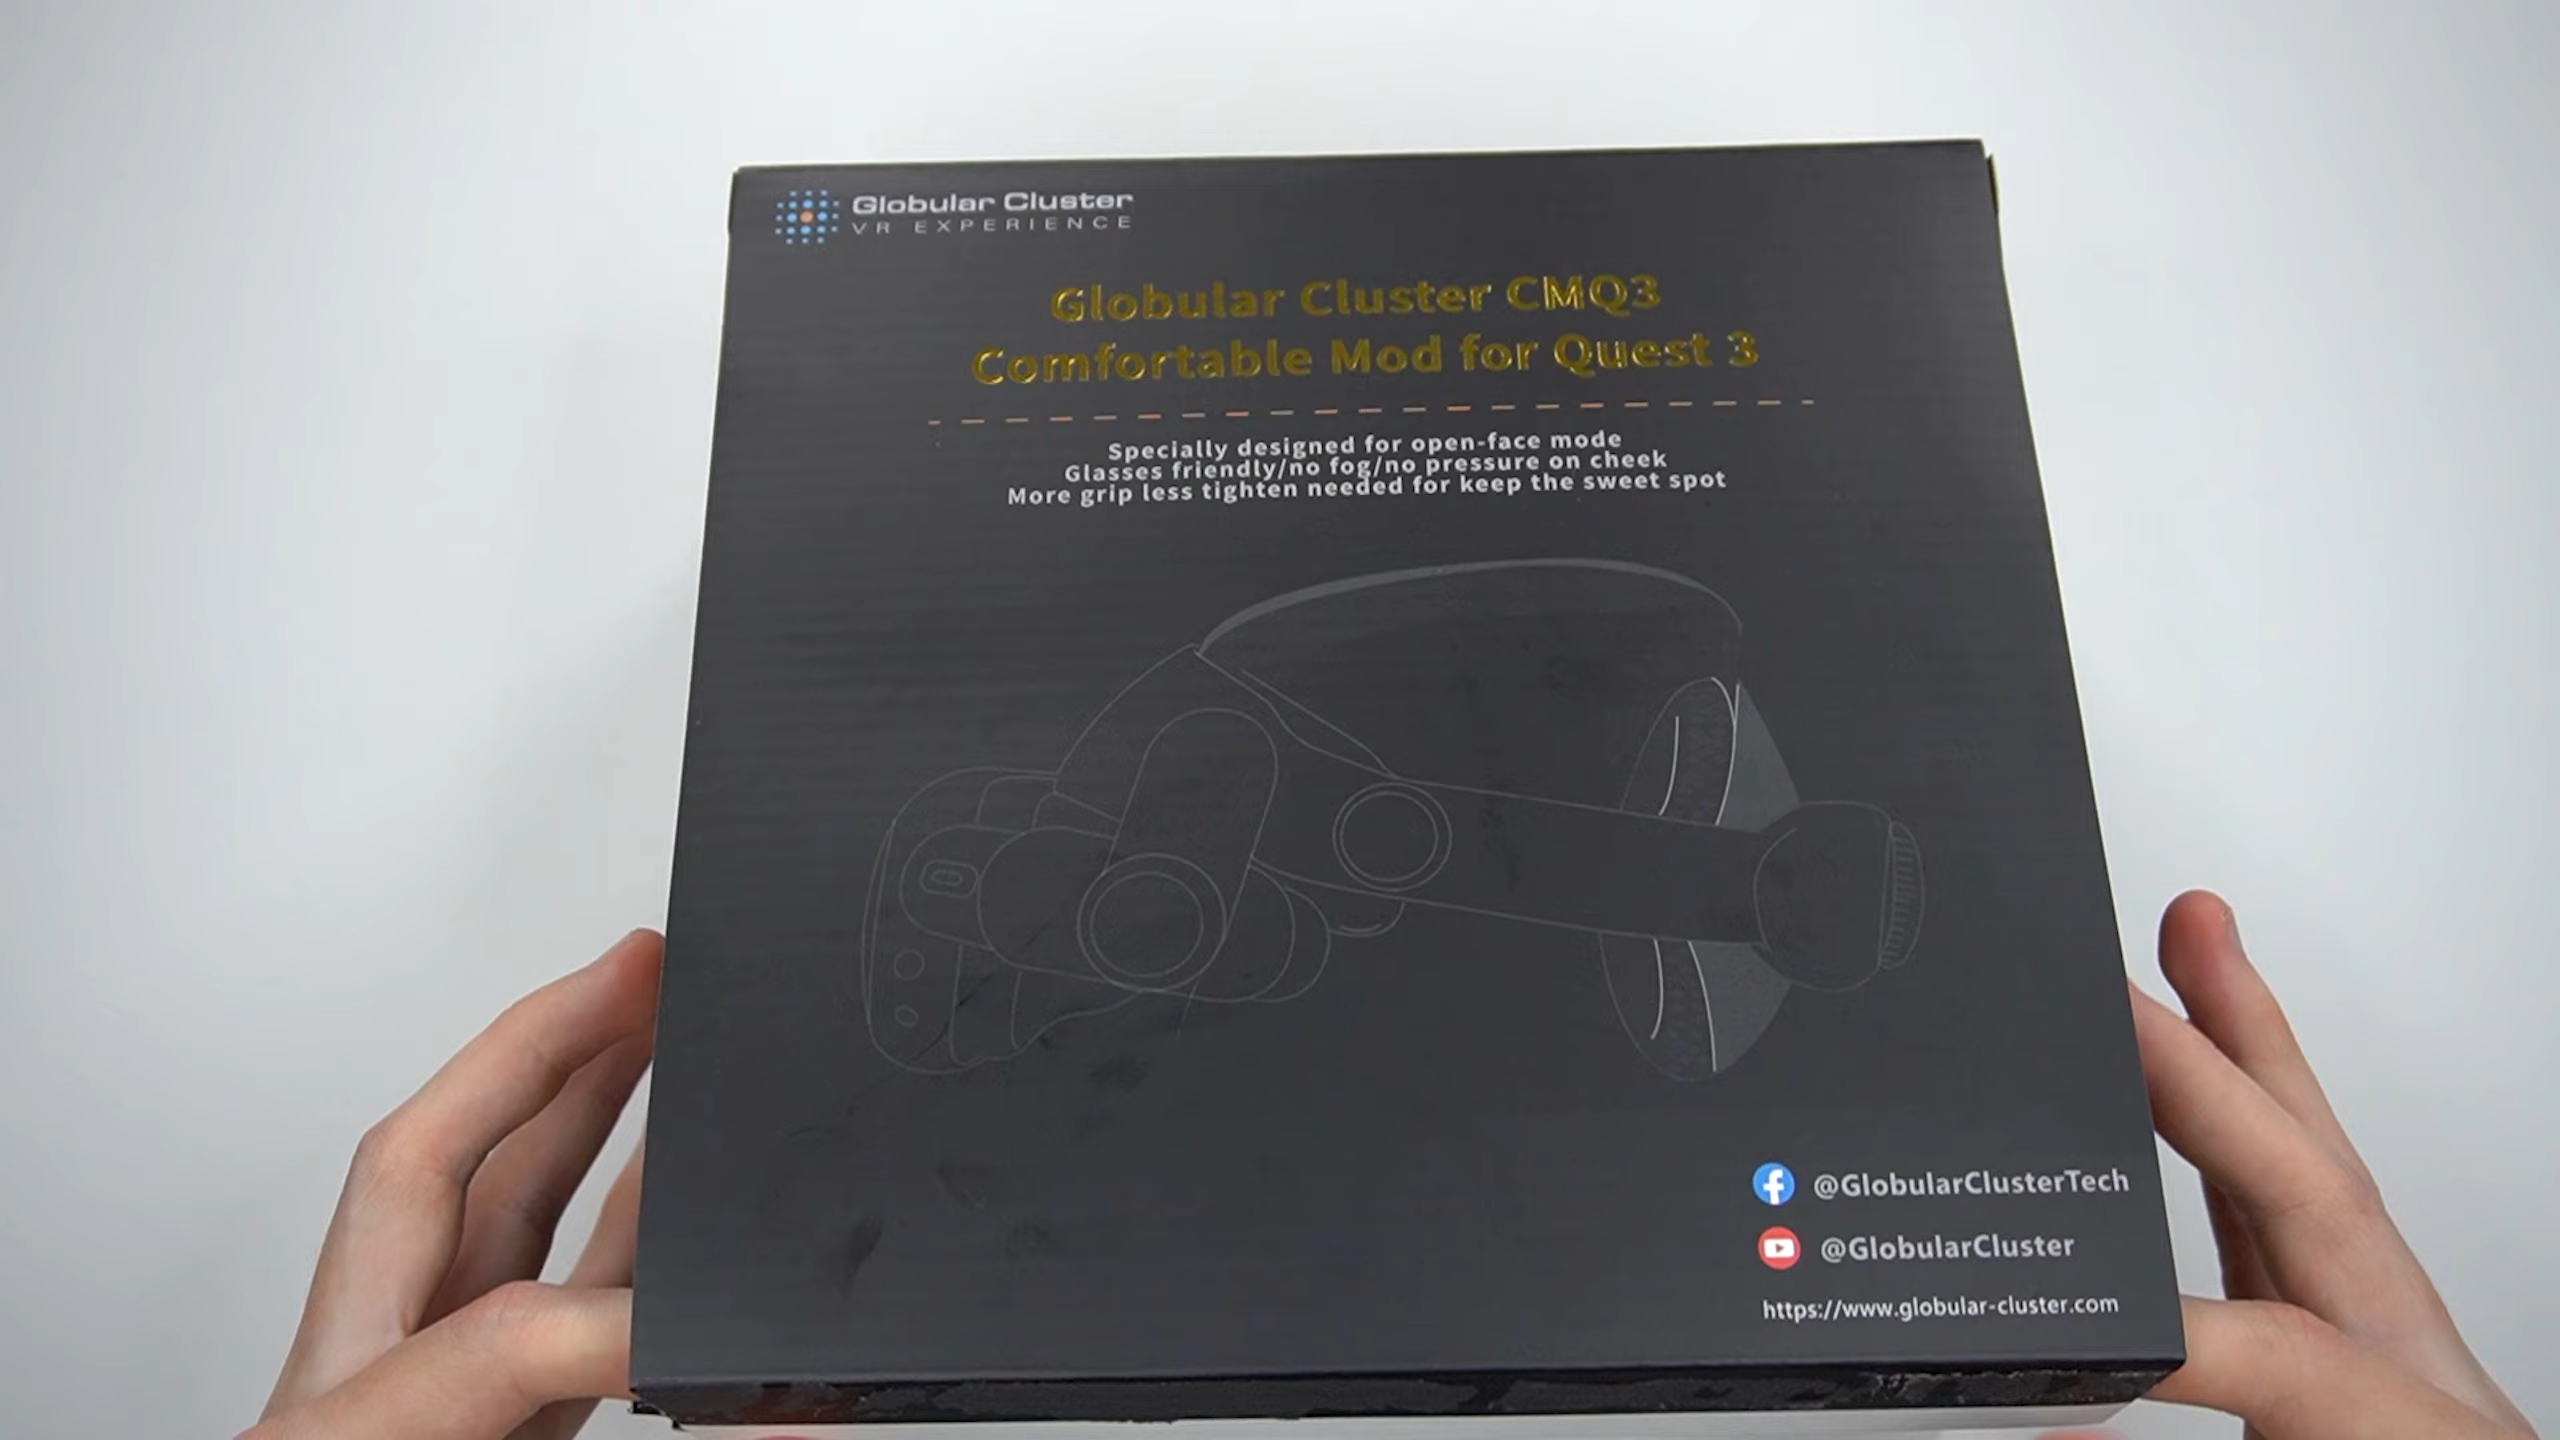 Globular Cluster
VR EXPERIENCE
Globular Cluster CMQ3
Comfortable Mod for Quest 3
Specially designed for open-face mode
Glasses friendly/no fog/no pressure on cheek
More grip less tighten needed for keep the sweet spot
@GlobularClusterTech
@GlobularCluster
https://www.globular-cluster.com